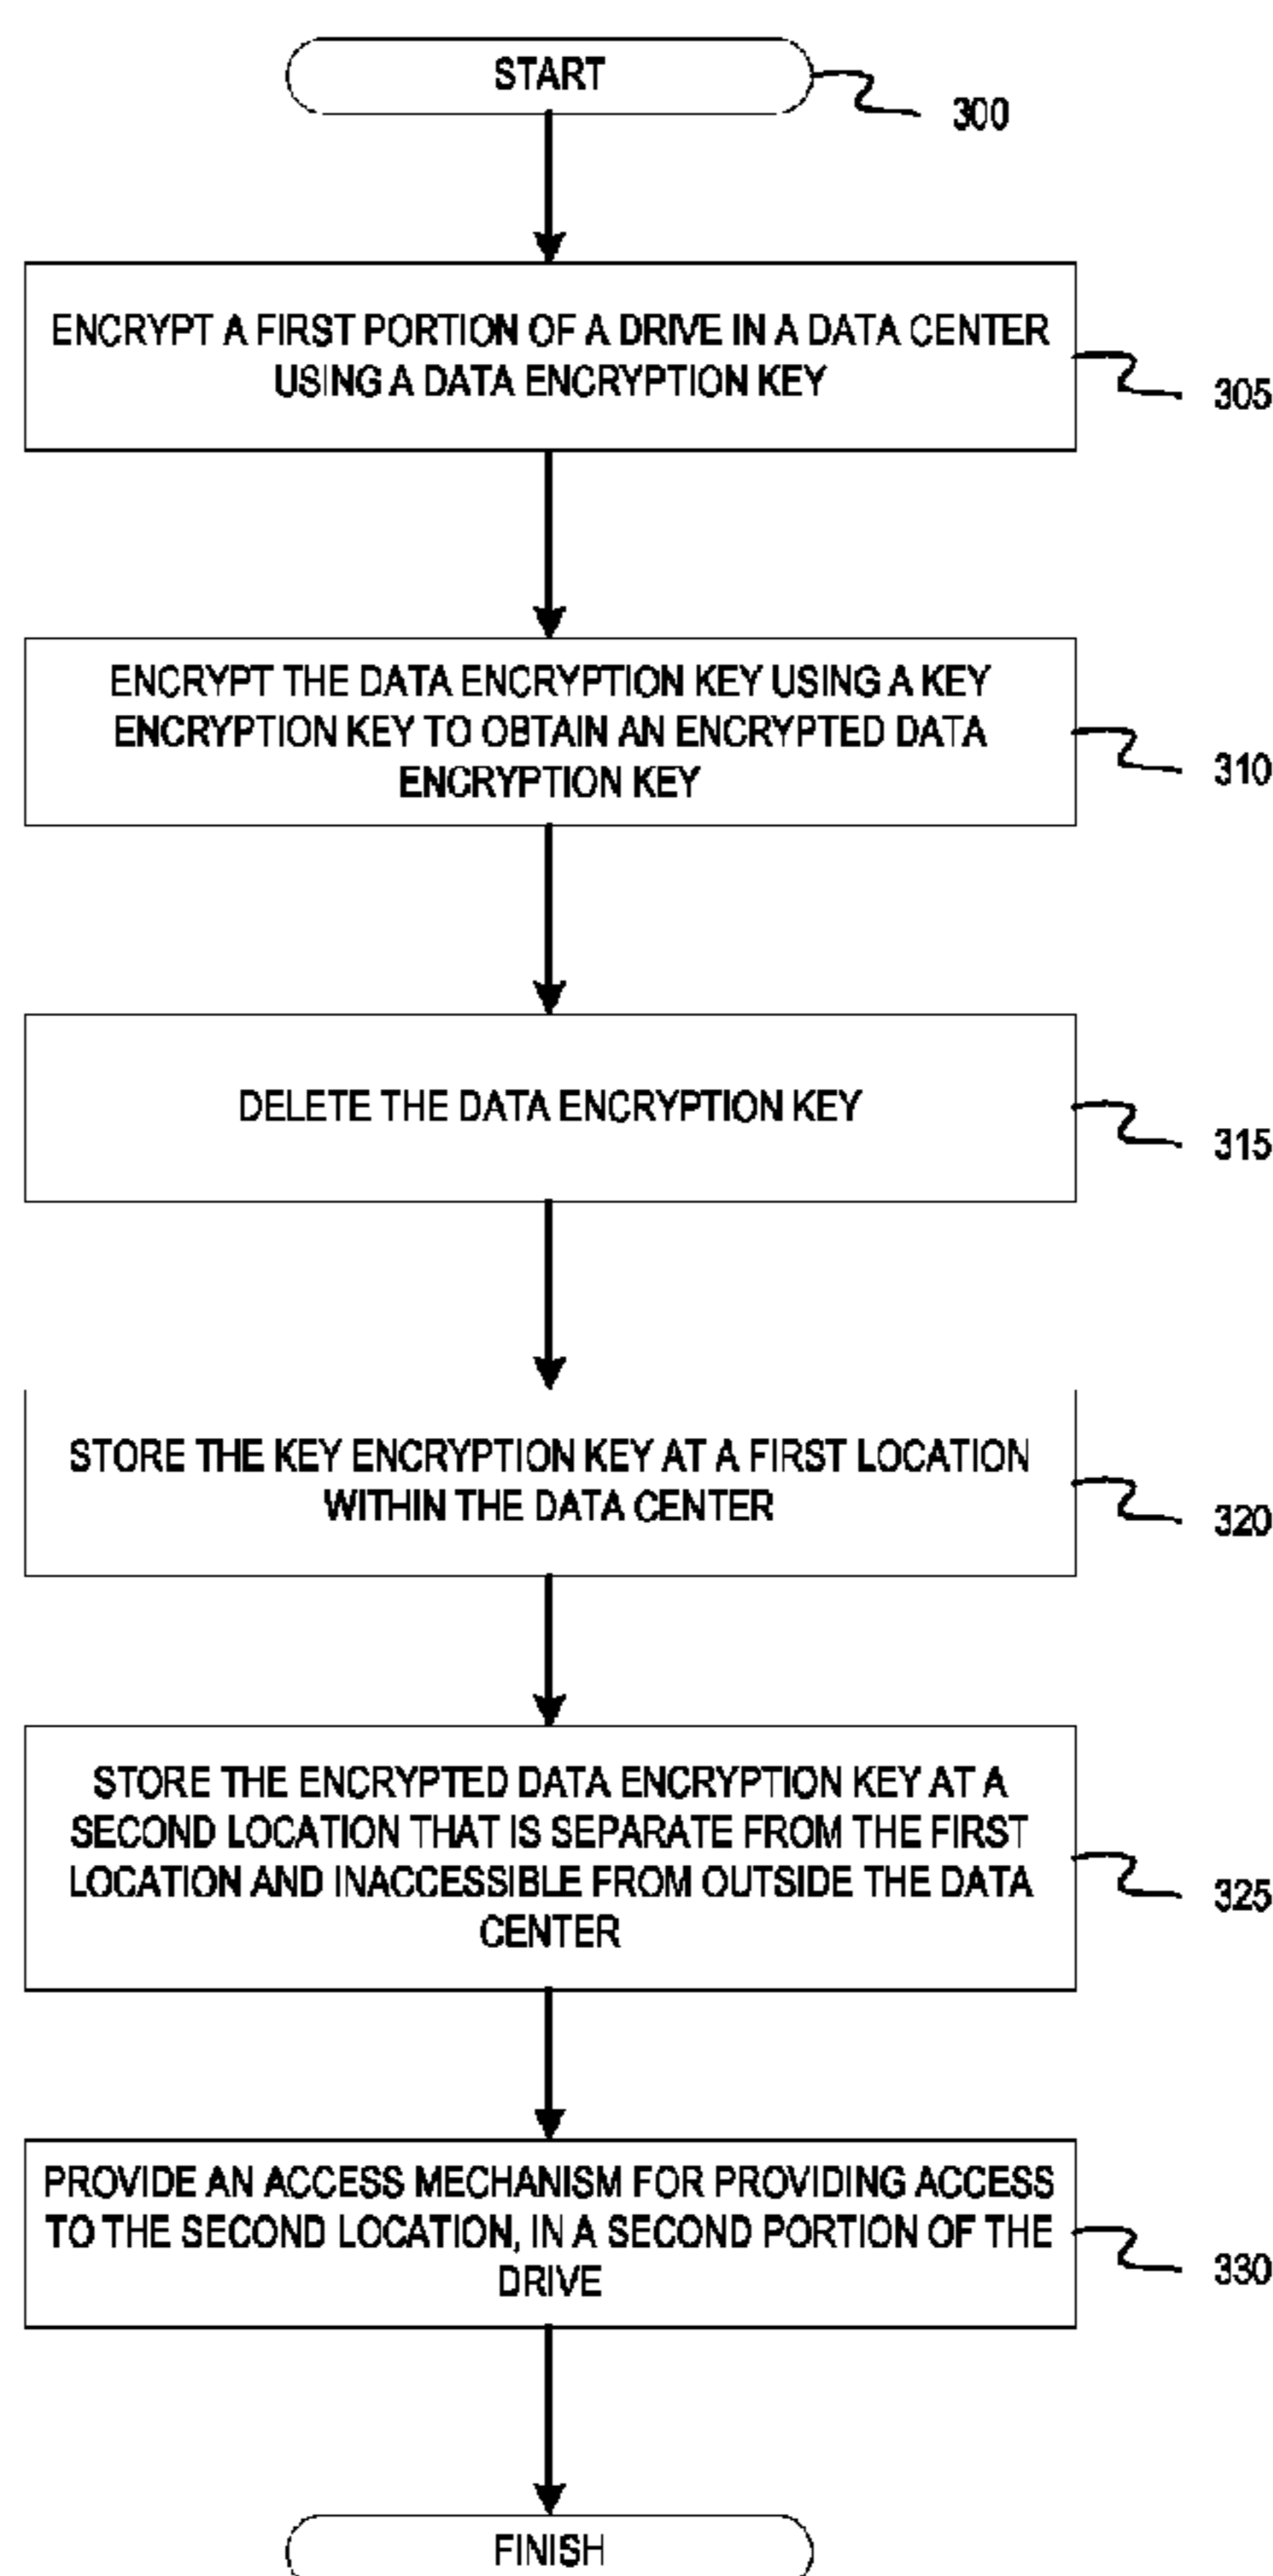 START
300
ENCRYPT A FIRST PORTION OF A DRIVE IN A DATA CENTER
USING A DATA ENCRYPTION KEY
305
ENCRYPT THE DATA ENCRYPTION KEY USING A KEY
ENCRYPTION KEY TO OBTAIN AN ENCRYPTED DATA
ENCRYPTION KEY
310
DELETE THE DATA ENCRYPTION KEY
315
STORE THE KEY ENCRYPTION KEY AT A FIRST LOCATION
WITHIN THE DATA CENTER
320
STORE THE ENCRYPTED DATA ENCRYPTION KEY AT A
SECOND LOCATION THAT IS SEPARATE FROM THE FIRST
LOCATION AND INACCESSIBLE FROM OUTSIDE THE DATA
CENTER
325
PROVIDE AN ACCESS MECHANISM FOR PROVIDING ACCESS
TO THE SECOND LOCATION, IN A SECOND PORTION OF THE
DRIVE
330
FINISH